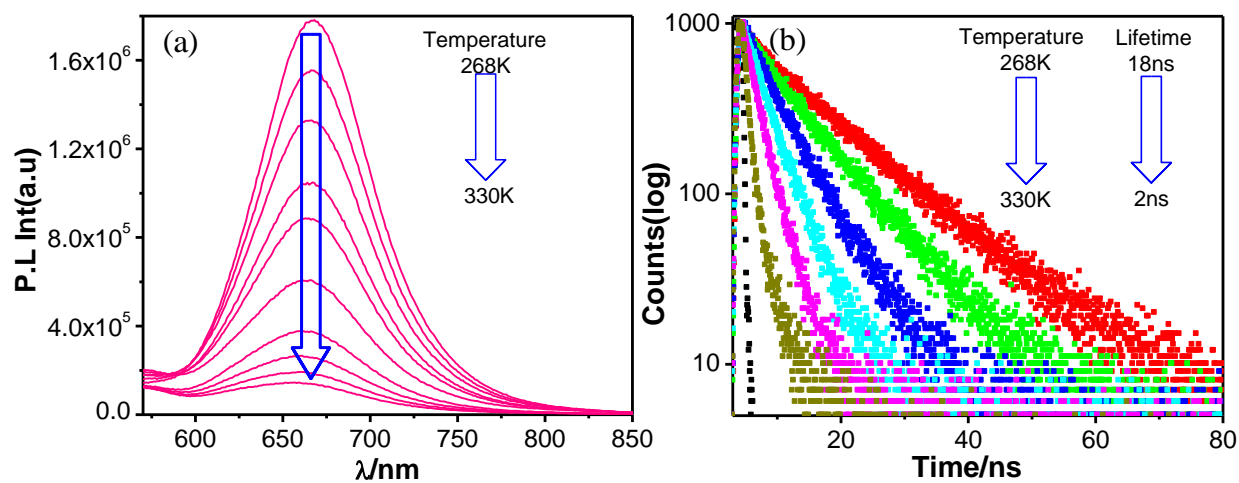 (a)
Temperature
268K
330K
1.6x10⁶
1.2x10⁶
8.0x10⁵
4.0x10⁵
0.0
P.L Int(a.u)
600 650 700 750 800 850
λ/nm
(b)
Temperature Lifetime
268K 18ns
330K 2ns
1000
100
10
Counts(log)
20 40 60 80
Time/ns